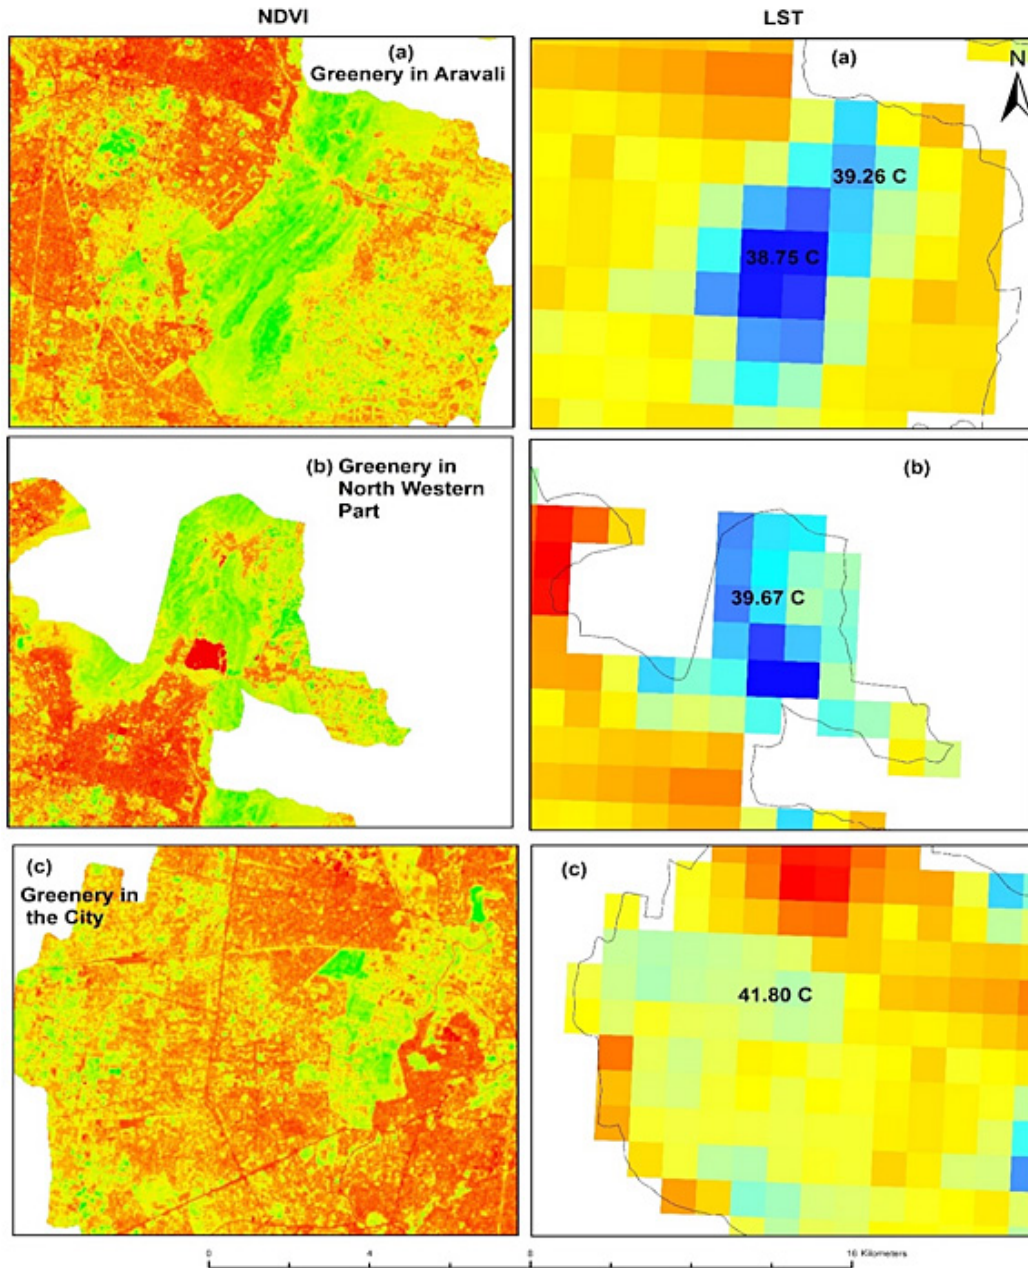 NDVI
LST
(a)
Greenery in Aravali
(a)
N
39.26 C
38.75 C
(b) Greenery in
North Western
Part
(b)
39.67 C
(c)
Greenery in
the City
(c)
41.80 C
0 4 8 16 Kilometers